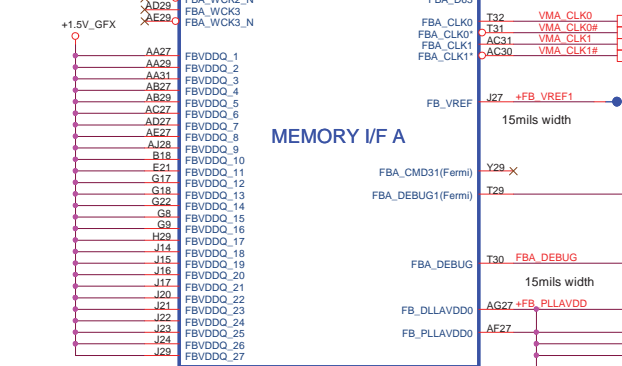 AD29 FBA_WCK3
AE29 FBA_WCK3_N
+1.5V_GFX
AA27 FBVDDQ_1
AA29 FBVDDQ_2
AA31 FBVDDQ_3
AB27 FBVDDQ_4
AB29 FBVDDQ_5
AC27 FBVDDQ_6
AD27 FBVDDQ_7
AE27 FBVDDQ_8
AJ28 FBVDDQ_9
B18 FBVDDQ_10
E21 FBVDDQ_11
G17 FBVDDQ_12
G18 FBVDDQ_13
G22 FBVDDQ_14
G8 FBVDDQ_15
G9 FBVDDQ_16
H29 FBVDDQ_17
J14 FBVDDQ_18
J15 FBVDDQ_19
J16 FBVDDQ_20
J17 FBVDDQ_21
J20 FBVDDQ_22
J21 FBVDDQ_23
J22 FBVDDQ_24
J23 FBVDDQ_25
J24 FBVDDQ_26
J29 FBVDDQ_27
MEMORY I/F A
FBA_CLK0 T32 VMA_CLK0
FBA_CLK0* T31 VMA_CLK0#
FBA_CLK1 AC31 VMA_CLK1
FBA_CLK1* AC30 VMA_CLK1#
FB_VREF J27 +FB_VREF1
15mils width
FBA_CMD31(Fermi) Y29
FBA_DEBUG1(Fermi) T29
FBA_DEBUG T30 FBA_DEBUG
15mils width
FB_DLLAVDD0 AG27 +FB_PLLAVDD
FB_PLLAVDD0 AF27